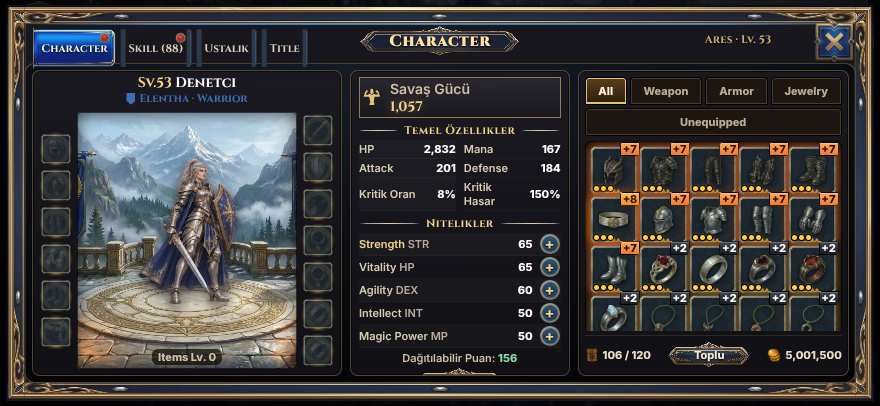 CHARACTER
SKILL (88)
USTALIK
TITLE
CHARACTER
ARES · LV. 53
SV.53 DENETCI
ELENTHA · WARRIOR
Items Lv. 0
Savaş Gücü
1,057
TEMEL ÖZELLIKLER
HP 2,832 Mana 167
Attack 201 Defense 184
Kritik Oran 8% Kritik Hasar 150%
NITELIKLER
Strength STR 65 +
Vitality HP 65 +
Agility DEX 60 +
Intellect INT 50 +
Magic Power MP 50 +
Dağıtılabilir Puan: 156
All Weapon Armor Jewelry
Unequipped
+7 +7 +7 +7 +7
+8 +7 +7 +7 +7
+7 +2 +2 +2 +2
+2 +2 +2 +2 +2
106 / 120
Toplu
5,001,500